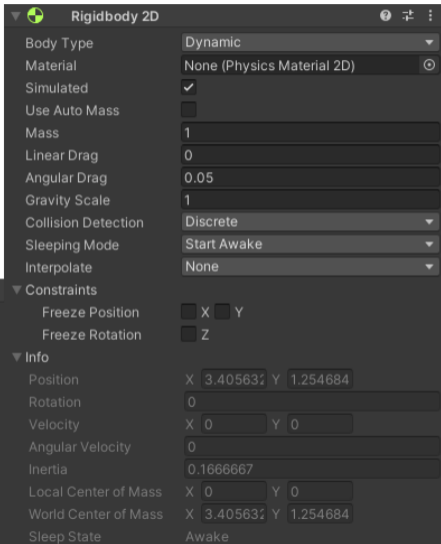 Rigidbody 2D
Body Type Dynamic
Material None (Physics Material 2D)
Simulated
Use Auto Mass
Mass 1
Linear Drag 0
Angular Drag 0.05
Gravity Scale 1
Collision Detection Discrete
Sleeping Mode Start Awake
Interpolate None
Constraints
Freeze Position X Y
Freeze Rotation Z
Info
Position X 3.405632 Y 1.254684
Rotation 0
Velocity X 0 Y 0
Angular Velocity 0
Inertia 0.1666667
Local Center of Mass X 0 Y 0
World Center of Mass X 3.405632 Y 1.254684
Sleep State Awake